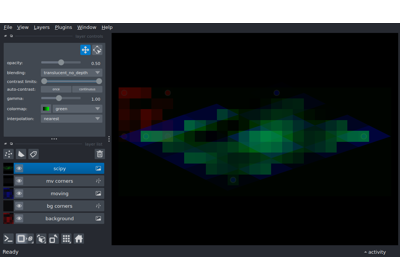 File View Layers Plugins Window Help
opacity: 0.50
blending: translucent_no_depth
contrast limits:
auto-contrast: once continuous
gamma: 1.00
colormap: green
interpolation: nearest
scipy
mv corners
moving
bg corners
background
Ready activity